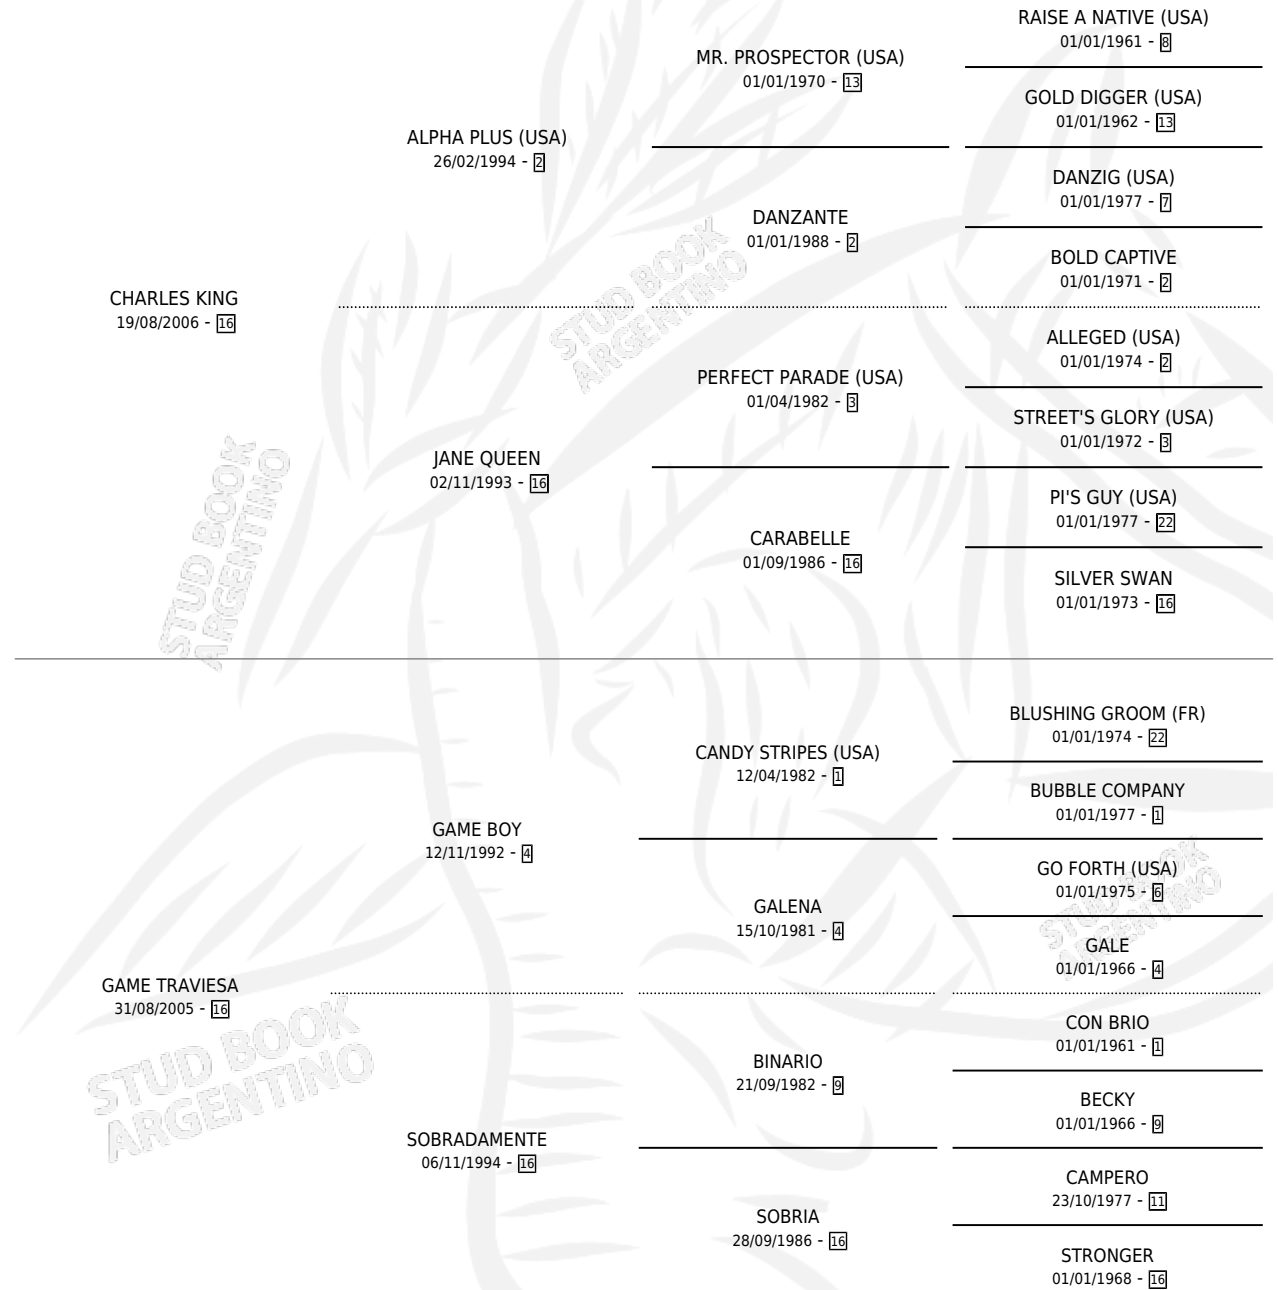 RAISE A NATIVE (USA)
01/01/1961 - 8
MR. PROSPECTOR (USA)
01/01/1970 - 13
GOLD DIGGER (USA)
01/01/1962 - 13
ALPHA PLUS (USA)
26/02/1994 - 2
DANZIG (USA)
01/01/1977 - 7
DANZANTE
01/01/1988 - 2
BOLD CAPTIVE
01/01/1971 - 2
CHARLES KING
19/08/2006 - 16
ALLEGED (USA)
01/01/1974 - 2
PERFECT PARADE (USA)
01/04/1982 - 3
STREET'S GLORY (USA)
01/01/1972 - 3
JANE QUEEN
02/11/1993 - 16
PI'S GUY (USA)
01/01/1977 - 22
CARABELLE
01/09/1986 - 16
SILVER SWAN
01/01/1973 - 16
BLUSHING GROOM (FR)
01/01/1974 - 22
CANDY STRIPES (USA)
12/04/1982 - 1
BUBBLE COMPANY
01/01/1977 - 1
GAME BOY
12/11/1992 - 4
GO FORTH (USA)
01/01/1975 - 6
GALENA
15/10/1981 - 4
GALE
01/01/1966 - 4
GAME TRAVIESA
31/08/2005 - 16
CON BRIO
01/01/1961 - 1
BINARIO
21/09/1982 - 9
BECKY
01/01/1966 - 9
SOBRADAMENTE
06/11/1994 - 16
CAMPERO
23/10/1977 - 11
SOBRIA
28/09/1986 - 16
STRONGER
01/01/1968 - 16
STUD BOOK
ARGENTINO
STUD BOOK
ARGENTINO
STUD BOOK
ARGENTINO
STUD BOOK
ARGENTINO